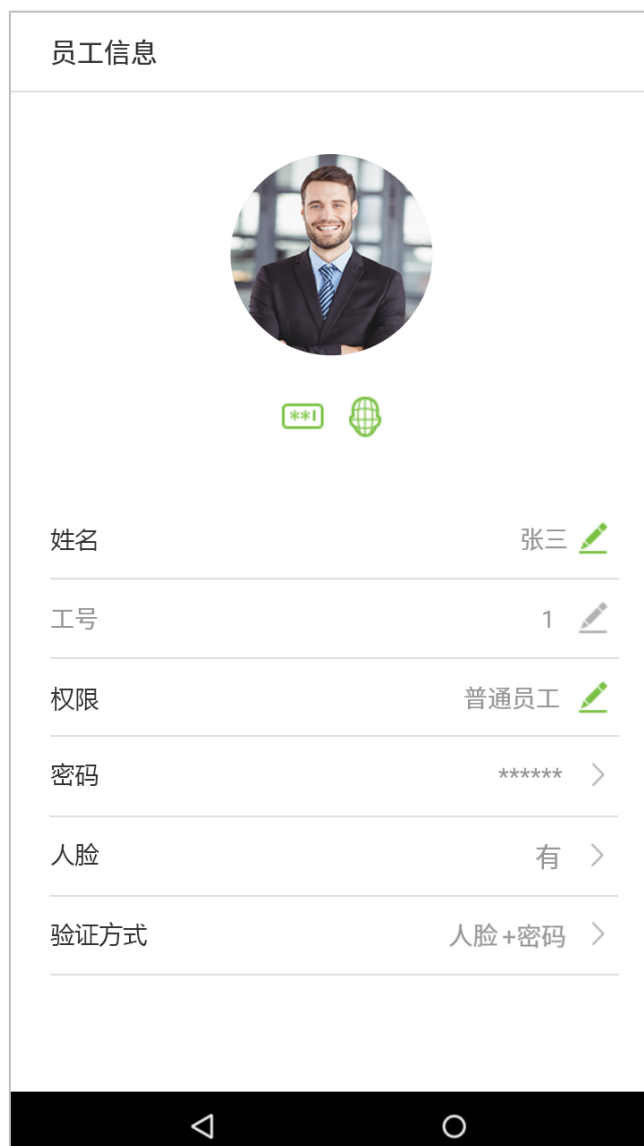 员工信息
**I
姓名 张三
工号 1
权限 普通员工
密码 ******
人脸 有
验证方式 人脸+密码